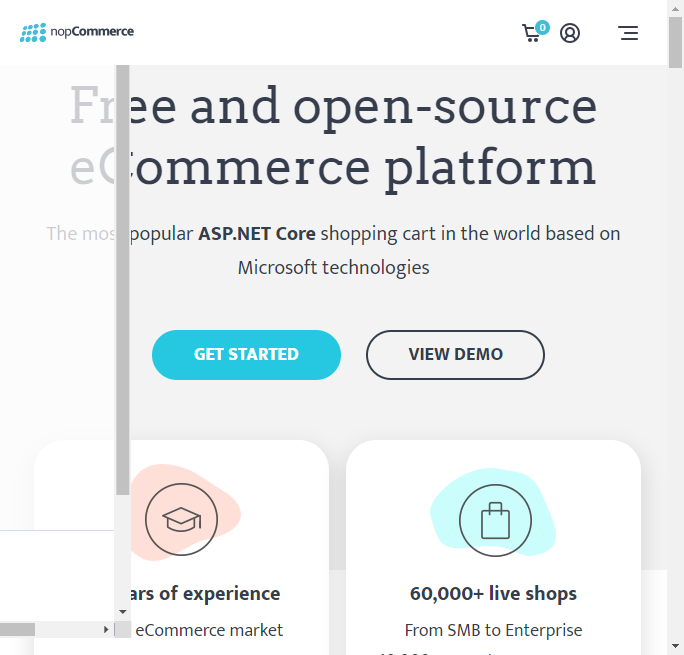 nopCommerce
0
Free and open-source
eCommerce platform
The most popular ASP.NET Core shopping cart in the world based on
Microsoft technologies
GET STARTED
VIEW DEMO
ars of experience
60,000+ live shops
eCommerce market
From SMB to Enterprise